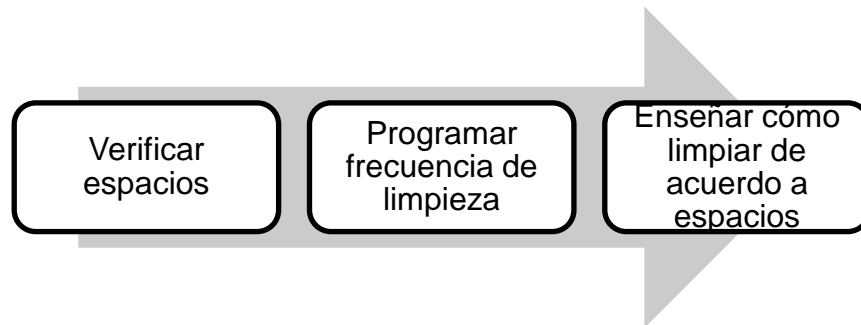 Verificar
espacios
Programar
frecuencia de
limpieza
Enseñar cómo
limpiar de
acuerdo a
espacios